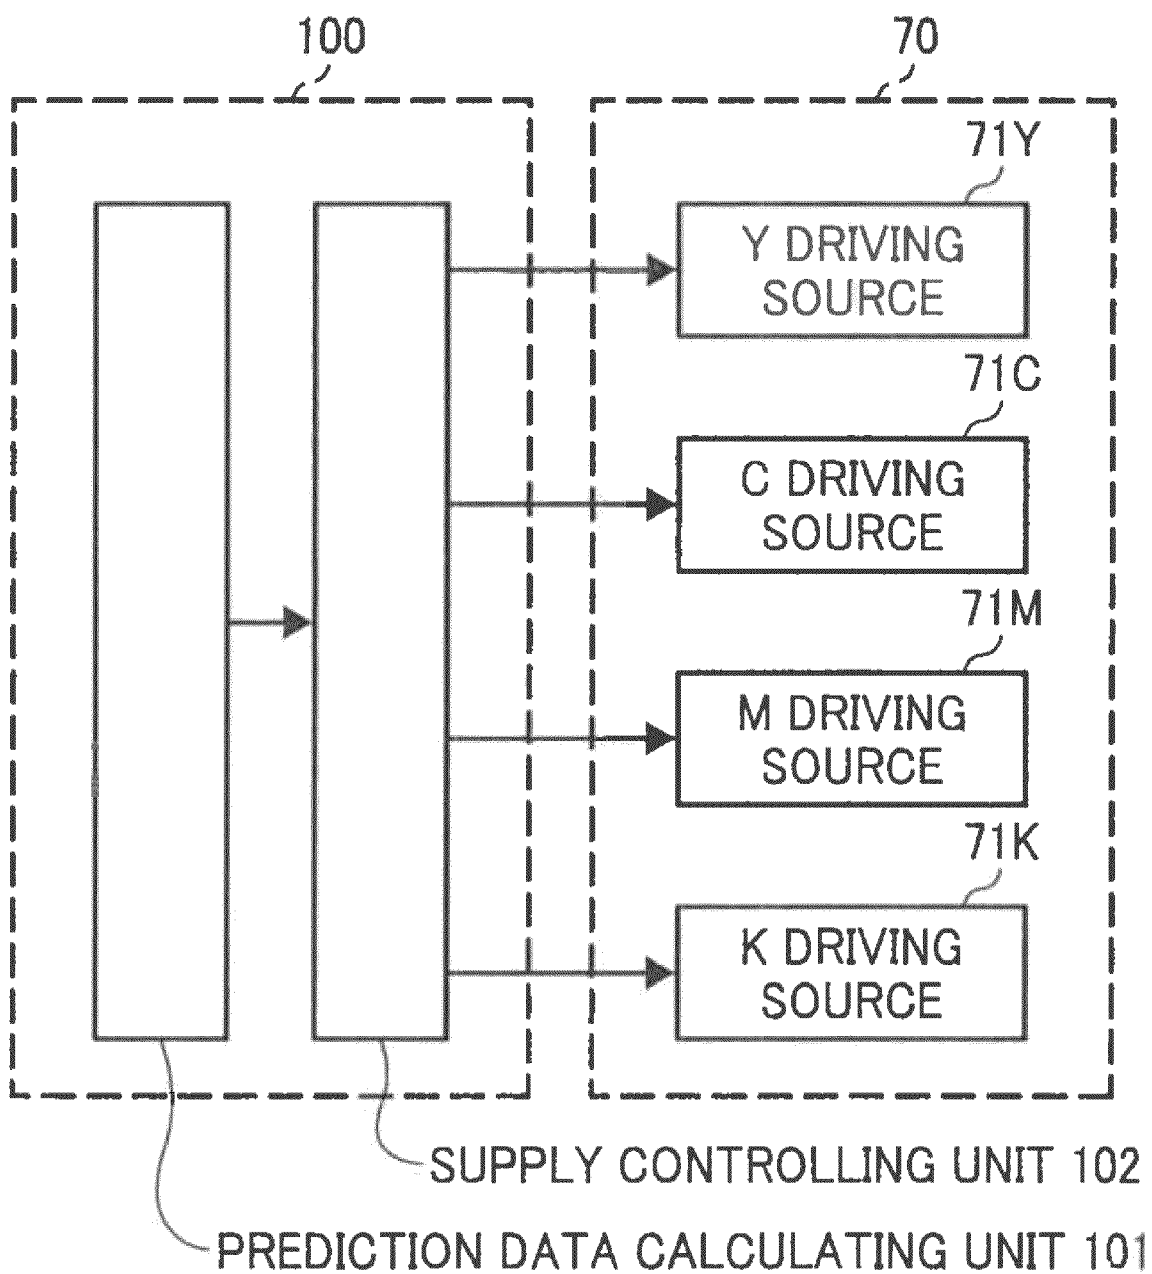 100
70
71Y
Y DRIVING
SOURCE
71C
C DRIVING
SOURCE
71M
M DRIVING
SOURCE
71K
K DRIVING
SOURCE
SUPPLY CONTROLLING UNIT 102
PREDICTION DATA CALCULATING UNIT 101